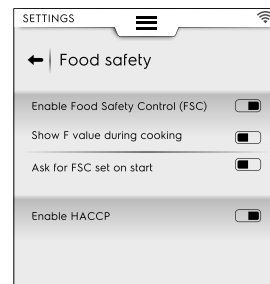 SETTINGS
Food safety
Enable Food Safety Control (FSC)
Show F value during cooking
Ask for FSC set on start
Enable HACCP